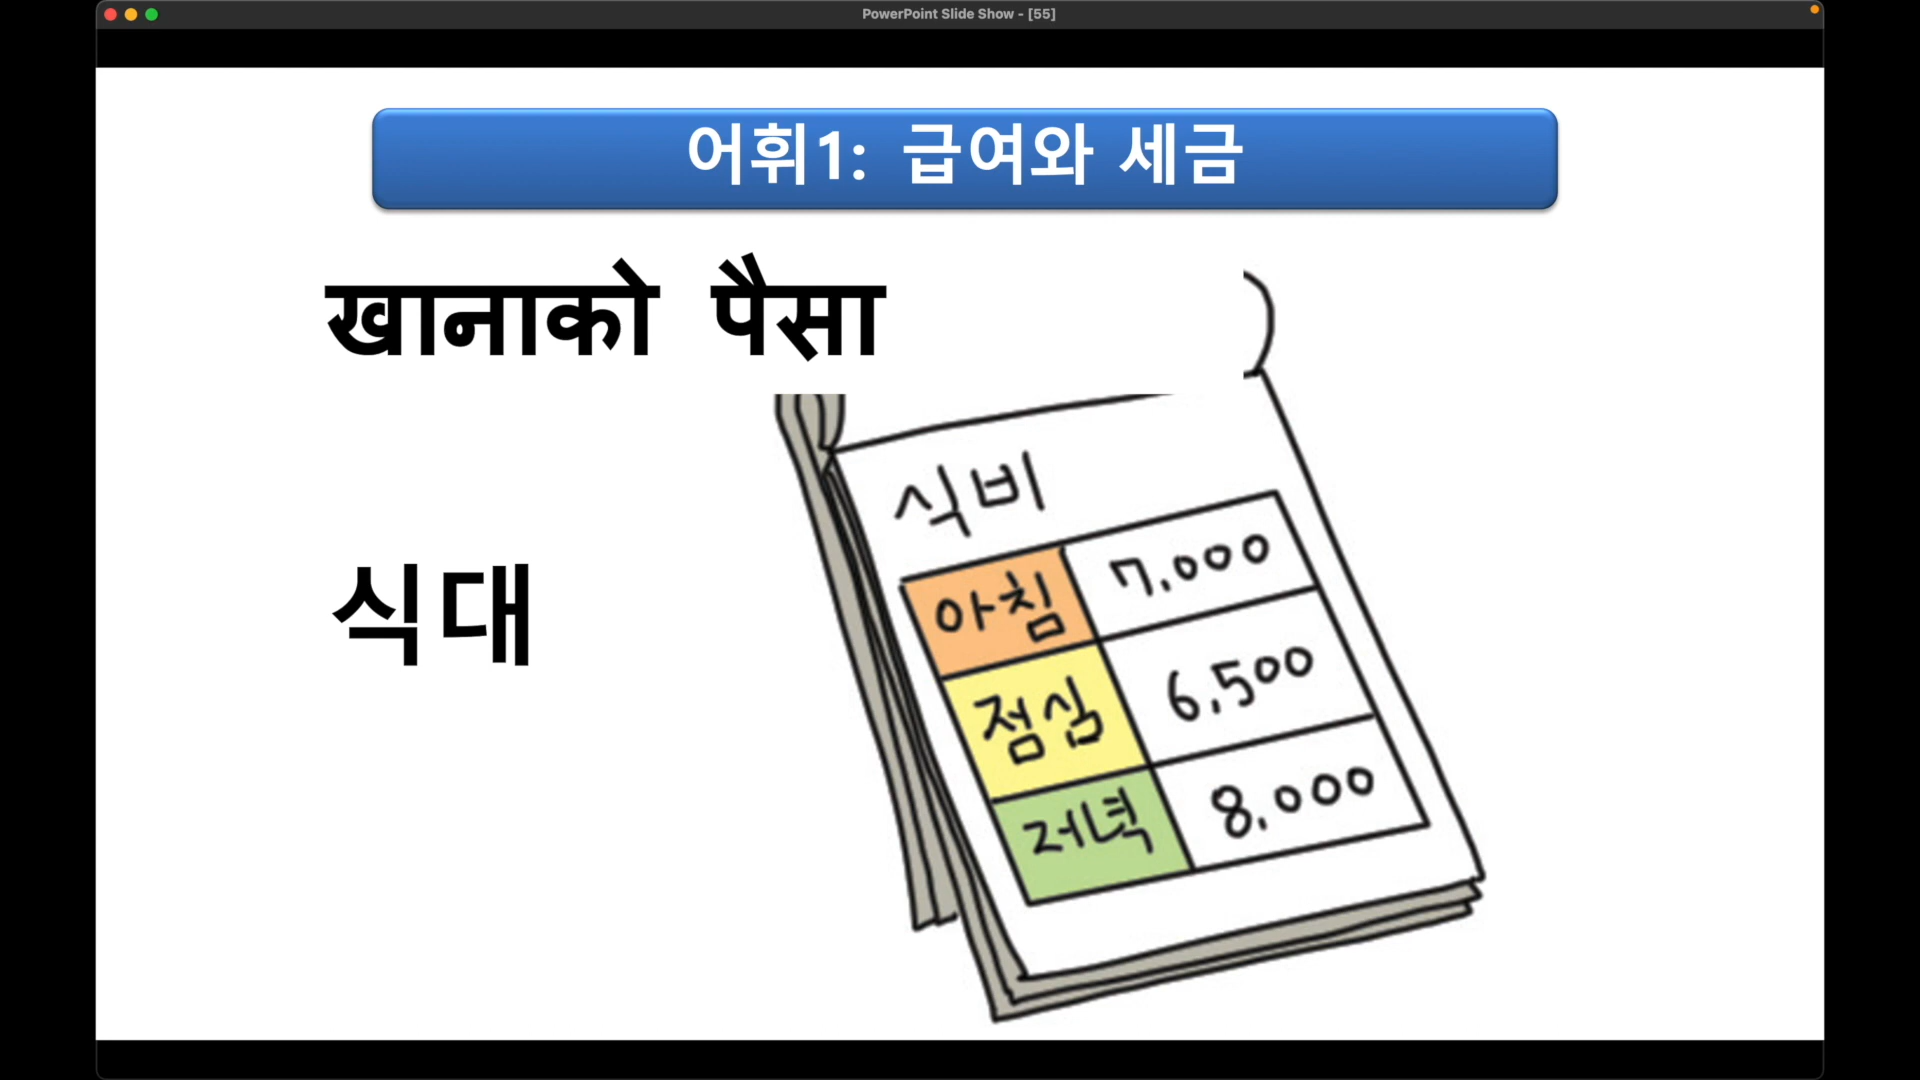 PowerPoint Slide Show - [55]
어휘1: 급여와 세금
खानाको पैसा
식비
아침 7,000
식대
점심 6,500
저녁 8,000